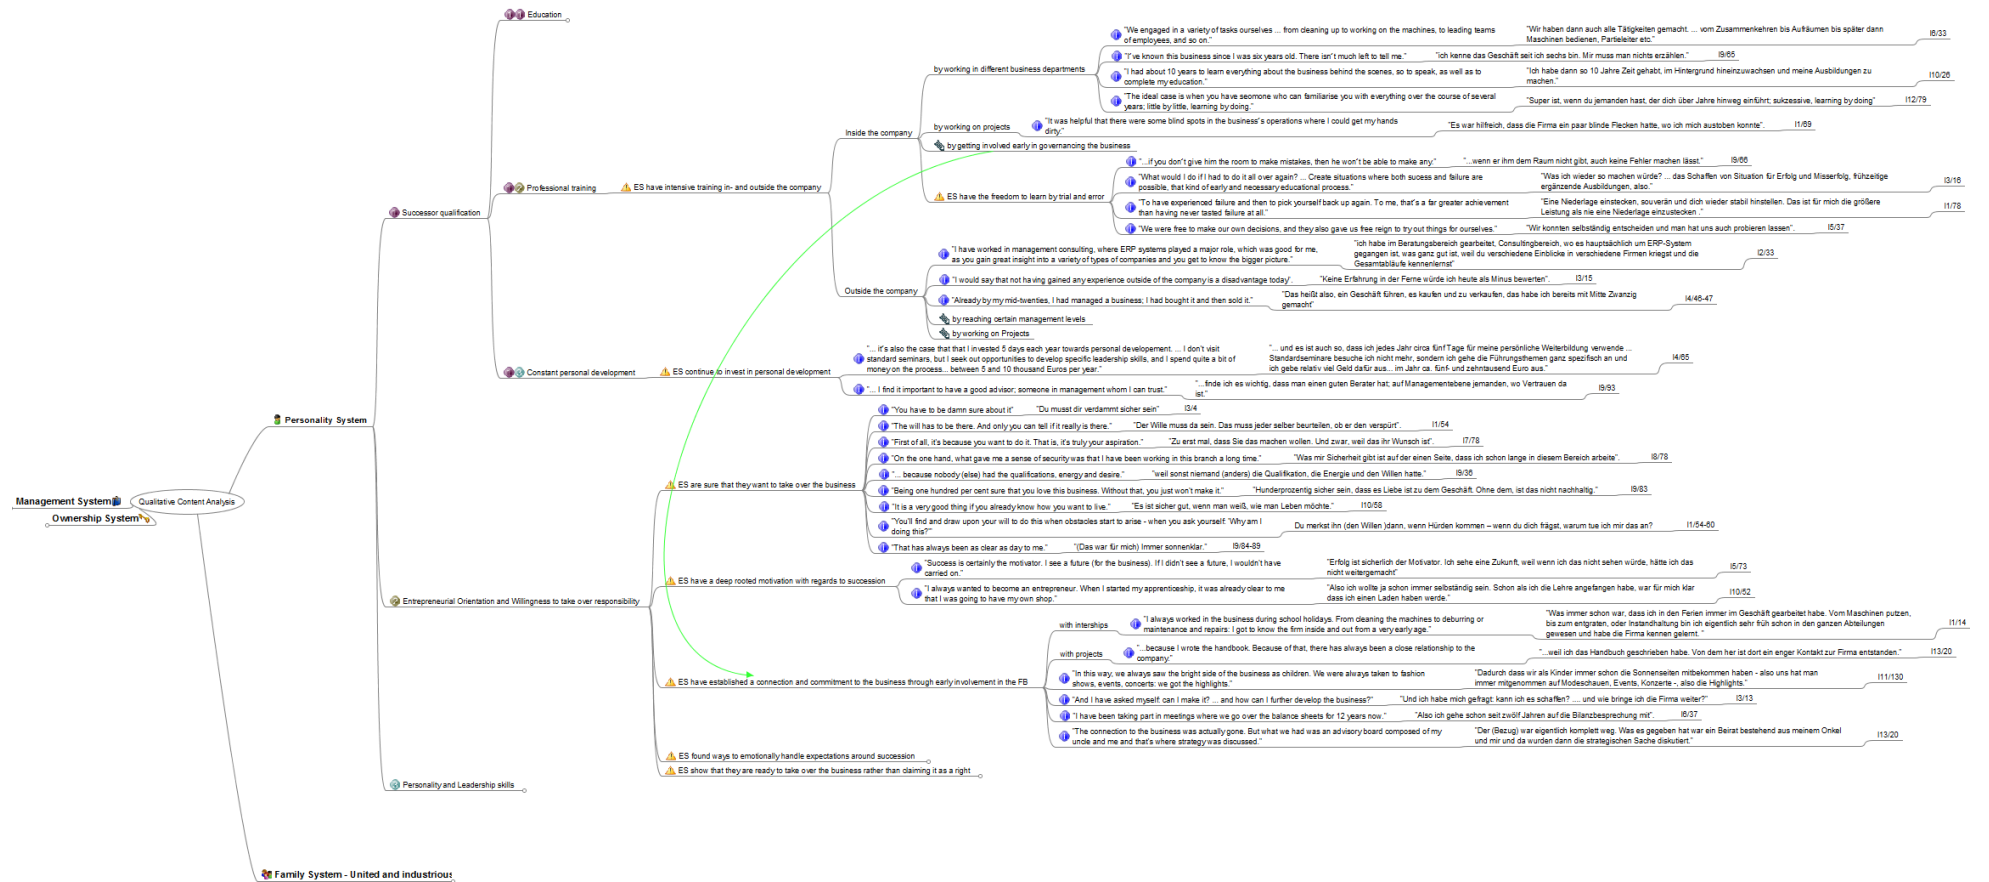 Education
"We engaged in a variety of tasks ourselves ... from cleaning up to working on the machines, to leading teams
of employees, and so on."
"Wir haben dann auch alle Tätigkeiten gemacht. ... vom Zusammenkehren bis Aufräumen bis später dann
Maschinen bedienen, Partieleiter etc."
I6/33
by working in different business departments
"I've known this business since I was six years old. There isn't much left to tell me."
"ich kenne das Geschäft seit ich sechs bin. Mir muss man nichts erzählen."
I9/65
"I had about 10 years to learn everything about the business behind the scenes, so to speak, as well as to
complete my education."
"Ich habe dann so 10 Jahre Zeit gehabt, im Hintergrund hineinzuwachsen und meine Ausbildungen zu
machen."
I10/26
"The ideal case is when you have seomone who can familiarise you with everything over the course of several
years; little by little, learning by doing."
"Super ist, wenn du jemanden hast, der dich über Jahre hinweg einführt; sukzessive, learning by doing"
I12/79
Inside the company
by working on projects
"It was helpful that there were some blind spots in the business's operations where I could get my hands
dirty."
"Es war hilfreich, dass die Firma ein paar blinde Flecken hatte, wo ich mich austoben konnte".
I1/69
by getting involved early in governancing the business
ES have the freedom to learn by trial and error
"...if you don't give him the room to make mistakes, then he won't be able to make any."
"...wenn er ihm dem Raum nicht gibt, auch keine Fehler machen lässt."
I9/66
"What would I do if I had to do it all over again? ... Create situations where both sucess and failure are
possible, that kind of early and necessary educational process."
"Was ich wieder so machen würde? ... das Schaffen von Situation für Erfolg und Misserfolg, frühzeitige
ergänzende Ausbildungen, also."
I3/16
"To have experienced failure and then to pick yourself back up again. To me, that's a far greater achievement
than having never tasted failure at all."
"Eine Niederlage einstecken, souverän und dich wieder stabil hinstellen. Das ist für mich die größere
Leistung als nie eine Niederlage einzustecken ."
I1/78
"We were free to make our own decisions, and they also gave us free reign to try out things for ourselves."
"Wir konnten selbständig entscheiden und man hat uns auch probieren lassen".
I5/37
Professional training
ES have intensive training in- and outside the company
Successor qualification
Outside the company
"I have worked in management consulting, where ERP systems played a major role, which was good for me,
as you gain great insight into a variety of types of companies and you get to know the bigger picture."
"ich habe im Beratungsbereich gearbeitet, Consultingbereich, wo es hauptsächlich um ERP-System
gegangen ist, was ganz gut ist, weil du verschiedene Einblicke in verschiedene Firmen kriegst und die
Gesamtabläufe kennenlernst"
I2/33
"I would say that not having gained any experience outside of the company is a disadvantage today'.
"Keine Erfahrung in der Ferne würde ich heute als Minus bewerten".
I3/15
"Already by my mid-twenties, I had managed a business; I had bought it and then sold it."
"Das heißt also, ein Geschäft führen, es kaufen und zu verkaufen, das habe ich bereits mit Mitte Zwanzig
gemacht"
I4/46-47
by reaching certain management levels
by working on Projects
Constant personal development
ES continue to invest in personal development
"... it's also the case that that I invested 5 days each year towards personal developement. ... I don't visit
standard seminars, but I seek out opportunities to develop specific leadership skills, and I spend quite a bit of
money on the process... between 5 and 10 thousand Euros per year."
"... und es ist auch so, dass ich jedes Jahr circa fünf Tage für meine persönliche Weiterbildung verwende ...
Standardseminare besuche ich nicht mehr, sondern ich gehe die Führungsthemen ganz spezifisch an und
ich gebe relativ viel Geld dafür aus... im Jahr ca. fünf- und zehntausend Euro aus."
I4/65
"... I find it important to have a good advisor; someone in management whom I can trust."
"...finde ich es wichtig, dass man einen guten Berater hat; auf Managementebene jemanden, wo Vertrauen da
ist."
I9/93
Personality System
ES are sure that they want to take over the business
"You have to be damn sure about it"
"Du musst dir verdammt sicher sein"
I3/4
"The will has to be there. And only you can tell if it really is there."
"Der Wille muss da sein. Das muss jeder selber beurteilen, ob er den verspürt".
I1/54
"First of all, it's because you want to do it. That is, it's truly your aspiration."
"Zu erst mal, dass Sie das machen wollen. Und zwar, weil das ihr Wunsch ist".
I7/78
"On the one hand, what gave me a sense of security was that I have been working in this branch a long time."
"Was mir Sicherheit gibt ist auf der einen Seite, dass ich schon lange in diesem Bereich arbeite".
I8/78
"... because nobody (else) had the qualifications, energy and desire."
"weil sonst niemand (anders) die Qualifikation, die Energie und den Willen hatte."
I9/36
"Being one hundred per cent sure that you love this business. Without that, you just won't make it."
"Hunderprozentig sicher sein, dass es Liebe ist zu dem Geschäft. Ohne dem, ist das nicht nachhaltig."
I9/83
"It is a very good thing if you already know how you want to live."
"Es ist sicher gut, wenn man weiß, wie man Leben möchte."
I10/58
"You'll find and draw upon your will to do this when obstacles start to arise - when you ask yourself: 'Why am I
doing this?'"
Du merkst ihn (den Willen )dann, wenn Hürden kommen – wenn du dich frägst, warum tue ich mir das an?
I1/54-60
"That has always been as clear as day to me."
"(Das war für mich) Immer sonnenklar."
I9/84-89
Management System
Qualitative Content Analysis
Ownership System
ES have a deep rooted motivation with regards to succession
"Success is certainly the motivator. I see a future (for the business). If I didn't see a future, I wouldn't have
carried on."
"Erfolg ist sicherlich der Motivator. Ich sehe eine Zukunft, weil wenn ich das nicht sehen würde, hätte ich das
nicht weitergemacht"
I5/73
"I always wanted to become an entrepreneur. When I started my apprenticeship, it was already clear to me
that I was going to have my own shop."
"Also ich wollte ja schon immer selbständig sein. Schon als ich die Lehre angefangen habe, war für mich klar
dass ich einen Laden haben werde."
I10/52
Entrepreneurial Orientation and Willingness to take over responsibility
ES have established a connection and commitment to the business through early involvement in the FB
with interships
"I always worked in the business during school holidays. From cleaning the machines to deburring or
maintenance and repairs: I got to know the firm inside and out from a very early age."
"Was immer schon war, dass ich in den Ferien immer im Geschäft gearbeitet habe. Vom Maschinen putzen,
bis zum entgraten, oder Instandhaltung bin ich eigentlich sehr früh schon in den ganzen Abteilungen
gewesen und habe die Firma kennen gelernt. "
I1/14
with projects
"...because I wrote the handbook. Because of that, there has always been a close relationship to the
company."
"...weil ich das Handbuch geschrieben habe. Von dem her ist dort ein enger Kontakt zur Firma entstanden."
I13/20
"In this way, we always saw the bright side of the business as children. We were always taken to fashion
shows, events, concerts: we got the highlights."
"Dadurch dass wir als Kinder immer schon die Sonnenseiten mitbekommen haben - also uns hat man
immer mitgenommen auf Modeschauen, Events, Konzerte -, also die Highlights."
I11/130
"And I have asked myself: can I make it? ... and how can I further develop the business?"
"Und ich habe mich gefragt: kann ich es schaffen? .... und wie bringe ich die Firma weiter?"
I3/13
"I have been taking part in meetings where we go over the balance sheets for 12 years now."
"Also ich gehe schon seit zwölf Jahren auf die Bilanzbesprechung mit".
I6/37
"The connection to the business was actually gone. But what we had was an advisory board composed of my
uncle and me and that's where strategy was discussed."
"Der (Bezug) war eigentlich komplett weg. Was es gegeben hat war ein Beirat bestehend aus meinem Onkel
und mir und da wurden dann die strategischen Sache diskutiert."
I13/20
ES found ways to emotionally handle expectations around succession
ES show that they are ready to take over the business rather than claiming it as a right
Personality and Leadership skills
Family System - United and industrious